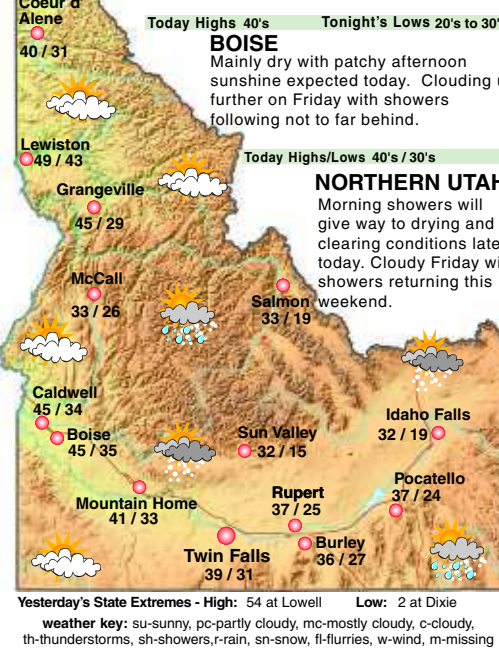 Coeur d'
Alene
40 / 31
Today Highs 40's Tonight's Lows 20's to 30's
BOISE
Mainly dry with patchy afternoon
sunshine expected today. Clouding
further on Friday with showers
following not to far behind.
Lewiston
49 / 43
Today Highs/Lows 40's / 30's
Grangeville
45 / 29
NORTHERN UTAH
Morning showers will
give way to drying and
clearing conditions late
today. Cloudy Friday
showers returning this
weekend.
McCall
33 / 26
Salmon
33 / 19
Caldwell
45 / 34
Boise
45 / 35
Sun Valley
32 / 15
Idaho Falls
32 / 19
Mountain Home
41 / 33
Rupert
37 / 25
Pocatello
37 / 24
Twin Falls
39 / 31
Burley
36 / 27
Yesterday's State Extremes - High: 54 at Lowell Low: 2 at Dixie
weather key: su-sunny, pc-partly cloudy, mc-mostly cloudy, c-cloudy,
th-thunderstorms, sh-showers,r-rain, sn-snow, fl-flurries, w-wind, m-missing